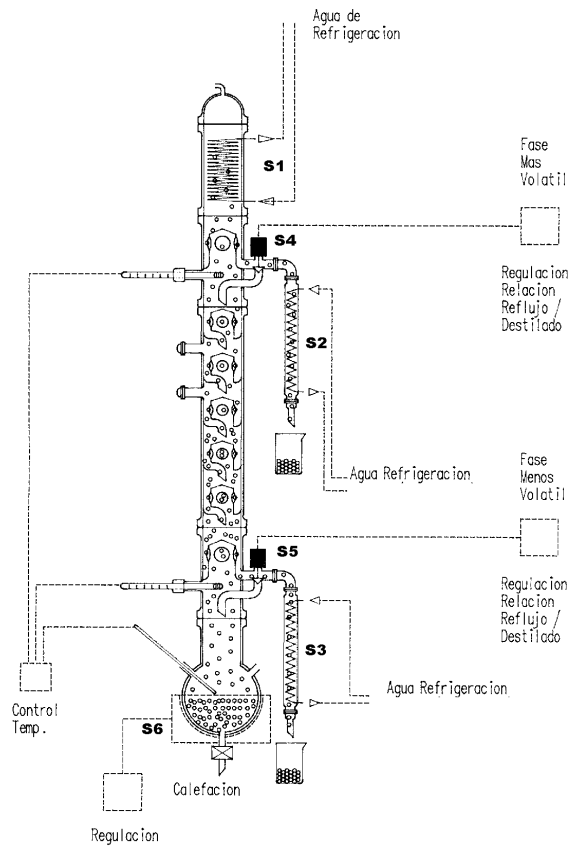 Agua de
Refrigeracion
S1
Fase
Mas
Volatil
S4
Regulacion
Relacion
Reflujo /
Destilado
S2
Agua Refrigeracion
Fase
Menos
Volatil
S5
Regulacion
Relacion
Reflujo /
Destilado
S3
Agua Refrigeracion
Control
Temp.
S6
Calefacion
Regulacion